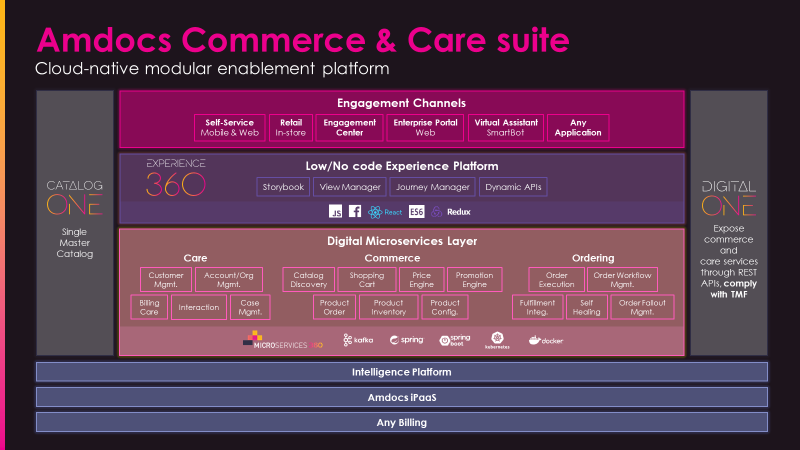 Amdocs Commerce & Care suite
Cloud-native modular enablement platform
CATALOG
ONE
Single
Master
Catalog
Engagement Channels
Self-Service
Mobile & Web
Retail
In-store
Engagement
Center
Enterprise Portal
Web
Virtual Assistant
SmartBot
Any
Application
EXPERIENCE
360
Low/No code Experience Platform
Storybook
View Manager
Journey Manager
Dynamic APIs
JS
React
ES6
Redux
Digital Microservices Layer
Care
Customer
Mgmt.
Account/Org
Mgmt.
Billing
Care
Interaction
Case
Mgmt.
Commerce
Catalog
Discovery
Shopping
Cart
Price
Engine
Promotion
Engine
Product
Order
Product
Inventory
Product
Config.
Ordering
Order
Execution
Order Workflow
Mgmt.
Fulfillment
Integ.
Self
Healing
Order Fallout
Mgmt.
MICROSERVICES
kafka
spring
spring
boot
kubernetes
docker
DIGITAL
ONE
Expose
commerce
and
care services
through REST
APIs, comply
with TMF
Intelligence Platform
Amdocs iPaaS
Any Billing